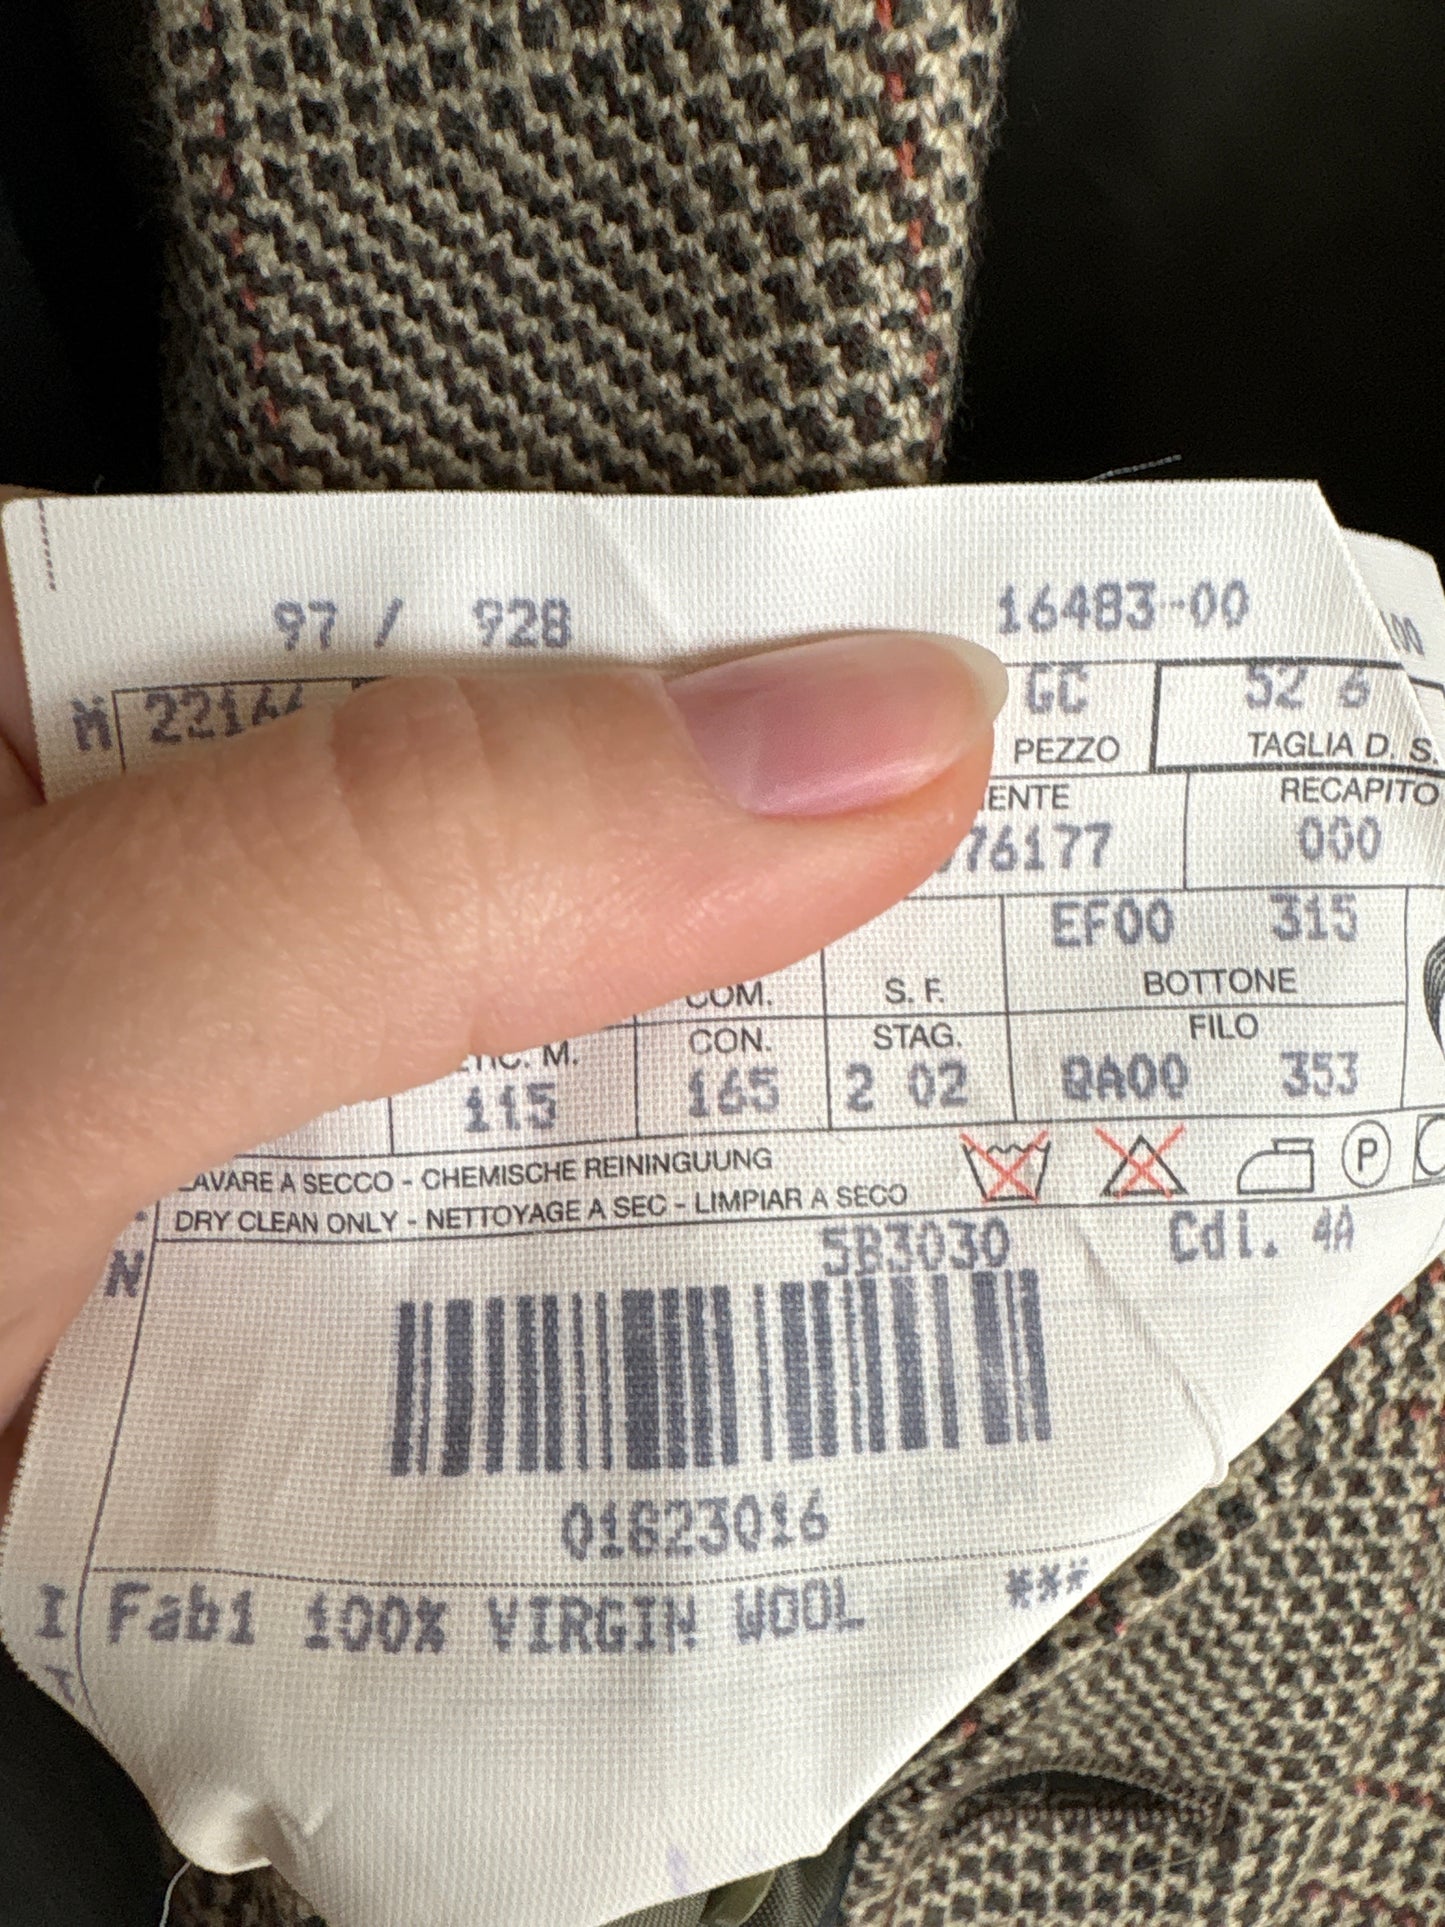 97 / 928 16483-00
M GC 52 6
PEZZO TAGLIA D. S.
RECAPITO
000
EF00 315
COM. S. F. BOTTONE
CON. STAG. FILO
115 165 2 02 QA00 353
LAVARE A SECCO - CHEMISCHE REININGUUNG
DRY CLEAN ONLY - NETTOYAGE A SEC - LIMPIAR A SECO
P
5B3030 Cdl. 4A
N
01623016
I Fab1 100% VIRGIN WOOL ***